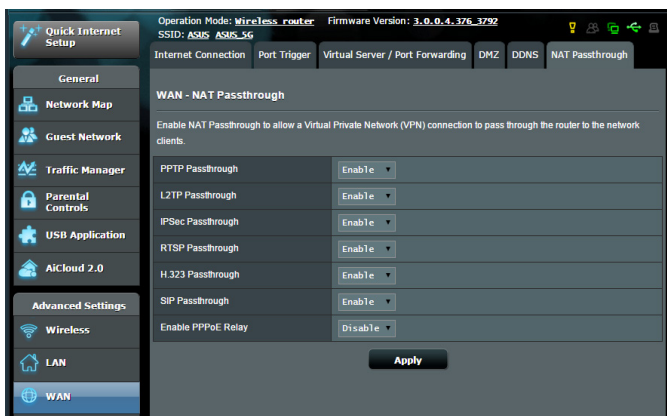 Quick Internet
Setup
Operation Mode: Wireless router Firmware Version: 3.0.0.4.376_3792
SSID: ASUS ASUS_5G
Internet Connection Port Trigger Virtual Server / Port Forwarding DMZ DDNS NAT Passthrough
General
Network Map
Guest Network
Traffic Manager
Parental
Controls
USB Application
AiCloud 2.0
Advanced Settings
Wireless
LAN
WAN
WAN - NAT Passthrough
Enable NAT Passthrough to allow a Virtual Private Network (VPN) connection to pass through the router to the network
clients.
PPTP Passthrough Enable
L2TP Passthrough Enable
IPSec Passthrough Enable
RTSP Passthrough Enable
H.323 Passthrough Enable
SIP Passthrough Enable
Enable PPPoE Relay Disable
Apply